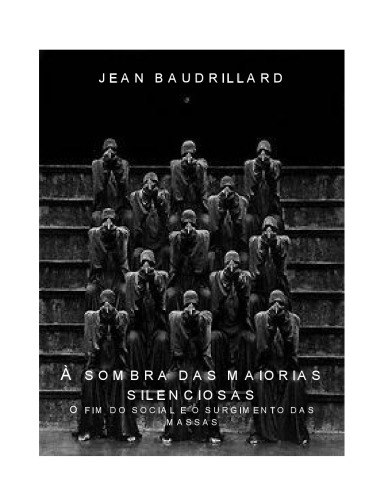 JEAN BAUDRILLARD
À SOMBRA DAS MAIORIAS
SILENCIOSAS
O FIM DO SOCIAL E O SURGIMENTO DAS
MASSAS